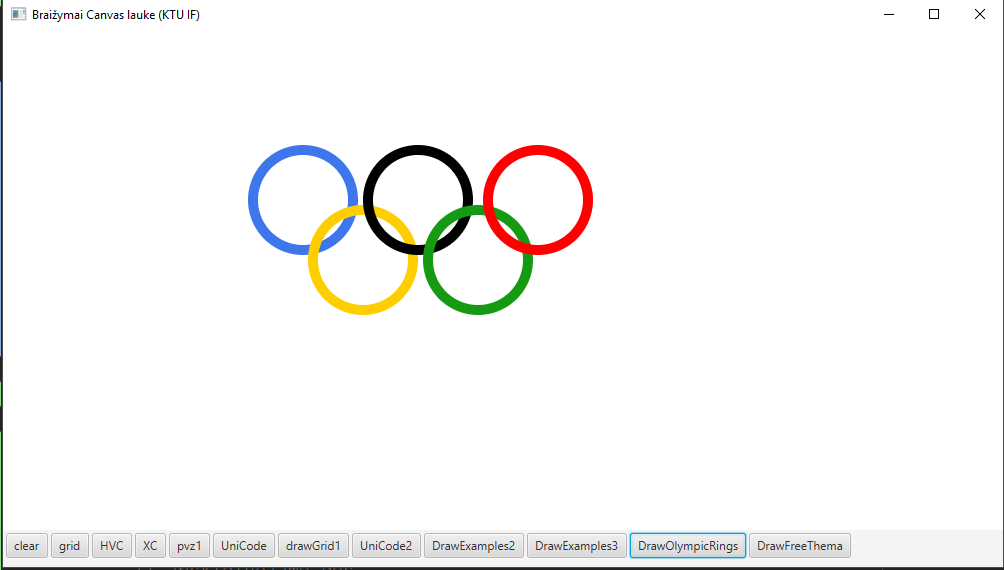 Braižymai Canvas lauke (KTU IF)
clear grid HVC XC pvz1 UniCode drawGrid1 UniCode2 DrawExamples2 DrawExamples3 DrawOlympicRings DrawFreeThema